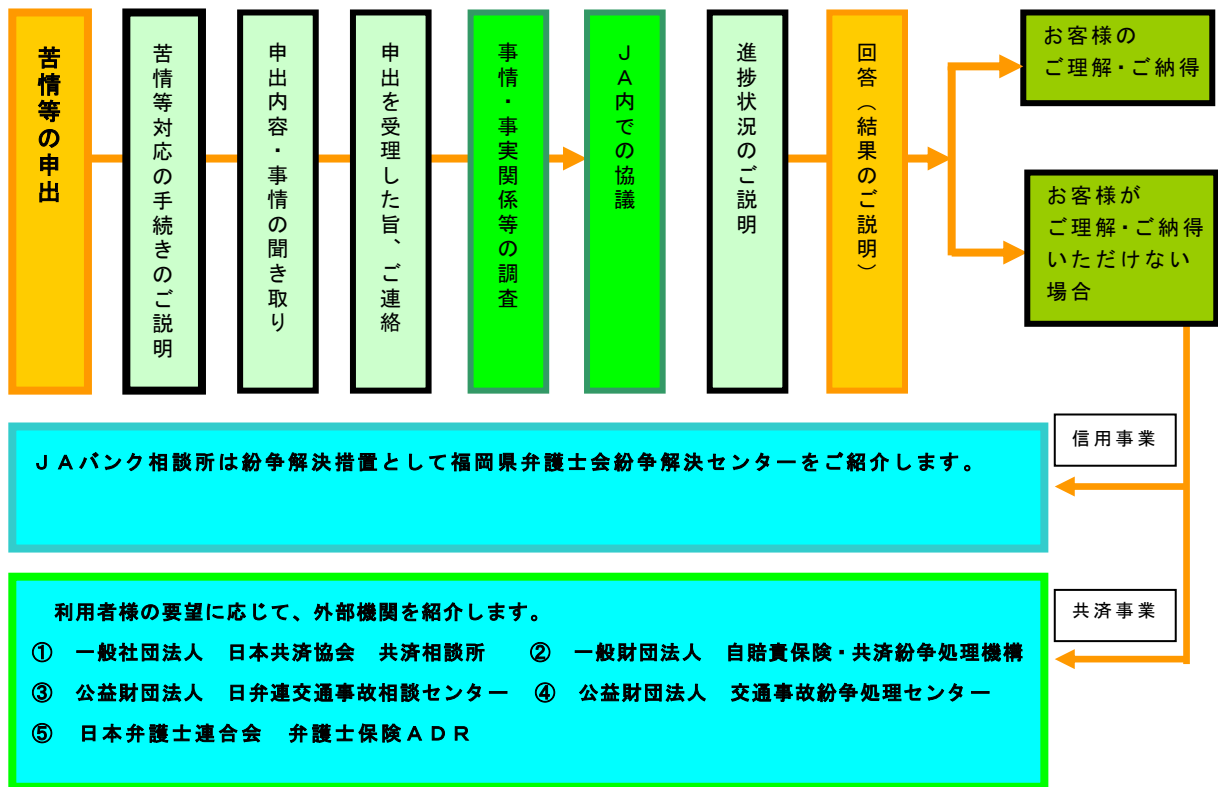 苦情等の申出
苦情等対応の手続きのご説明
申出内容・事情の聞き取り
申出を受理した旨、ご連絡
事情・事実関係等の調査
ＪＡ内での協議
進捗状況のご説明
回答（結果のご説明）
お客様の
ご理解・ご納得
お客様が
ご理解・ご納得
いただけない
場合
信用事業
ＪＡバンク相談所は紛争解決措置として福岡県弁護士会紛争解決センターをご紹介します。
共済事業
利用者様の要望に応じて、外部機関を紹介します。
①　一般社団法人　日本共済協会　共済相談所　　②　一般財団法人　自賠責保険・共済紛争処理機構
③　公益財団法人　日弁連交通事故相談センター　④　公益財団法人　交通事故紛争処理センター
⑤　日本弁護士連合会　弁護士保険ＡＤＲ